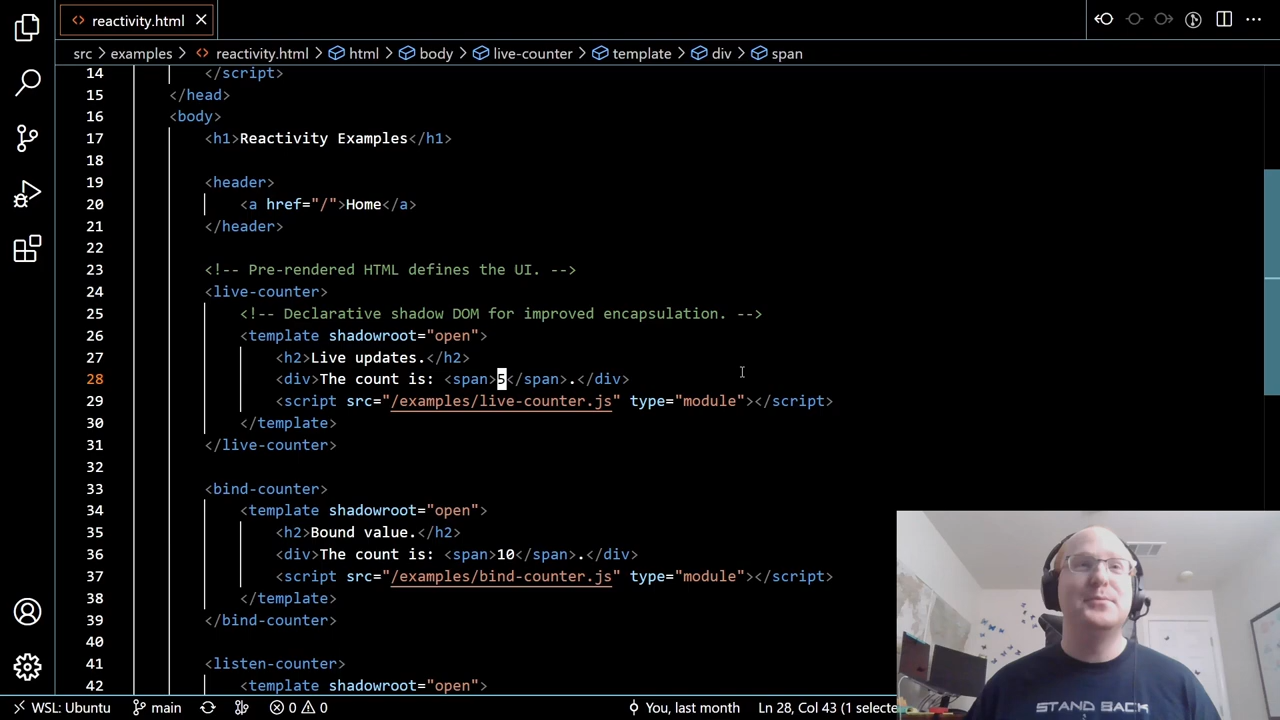 reactivity.html
src > examples > reactivity.html > html > body > live-counter > template > div > span
14 </script>
15 </head>
16 <body>
17 <h1>Reactivity Examples</h1>
18
19 <header>
20 <a href="/">Home</a>
21 </header>
22
23 <!-- Pre-rendered HTML defines the UI. -->
24 <live-counter>
25 <!-- Declarative shadow DOM for improved encapsulation. -->
26 <template shadowroot="open">
27 <h2>Live updates.</h2>
28 <div>The count is: <span>5</span>.</div>
29 <script src="/examples/live-counter.js" type="module"></script>
30 </template>
31 </live-counter>
32
33 <bind-counter>
34 <template shadowroot="open">
35 <h2>Bound value.</h2>
36 <div>The count is: <span>10</span>.</div>
37 <script src="/examples/bind-counter.js" type="module"></script>
38 </template>
39 </bind-counter>
40
41 <listen-counter>
42 <template shadowroot="open">
STAND BACK
WSL: Ubuntu main 0 0 You, last month Ln 28, Col 43 (1 selecte